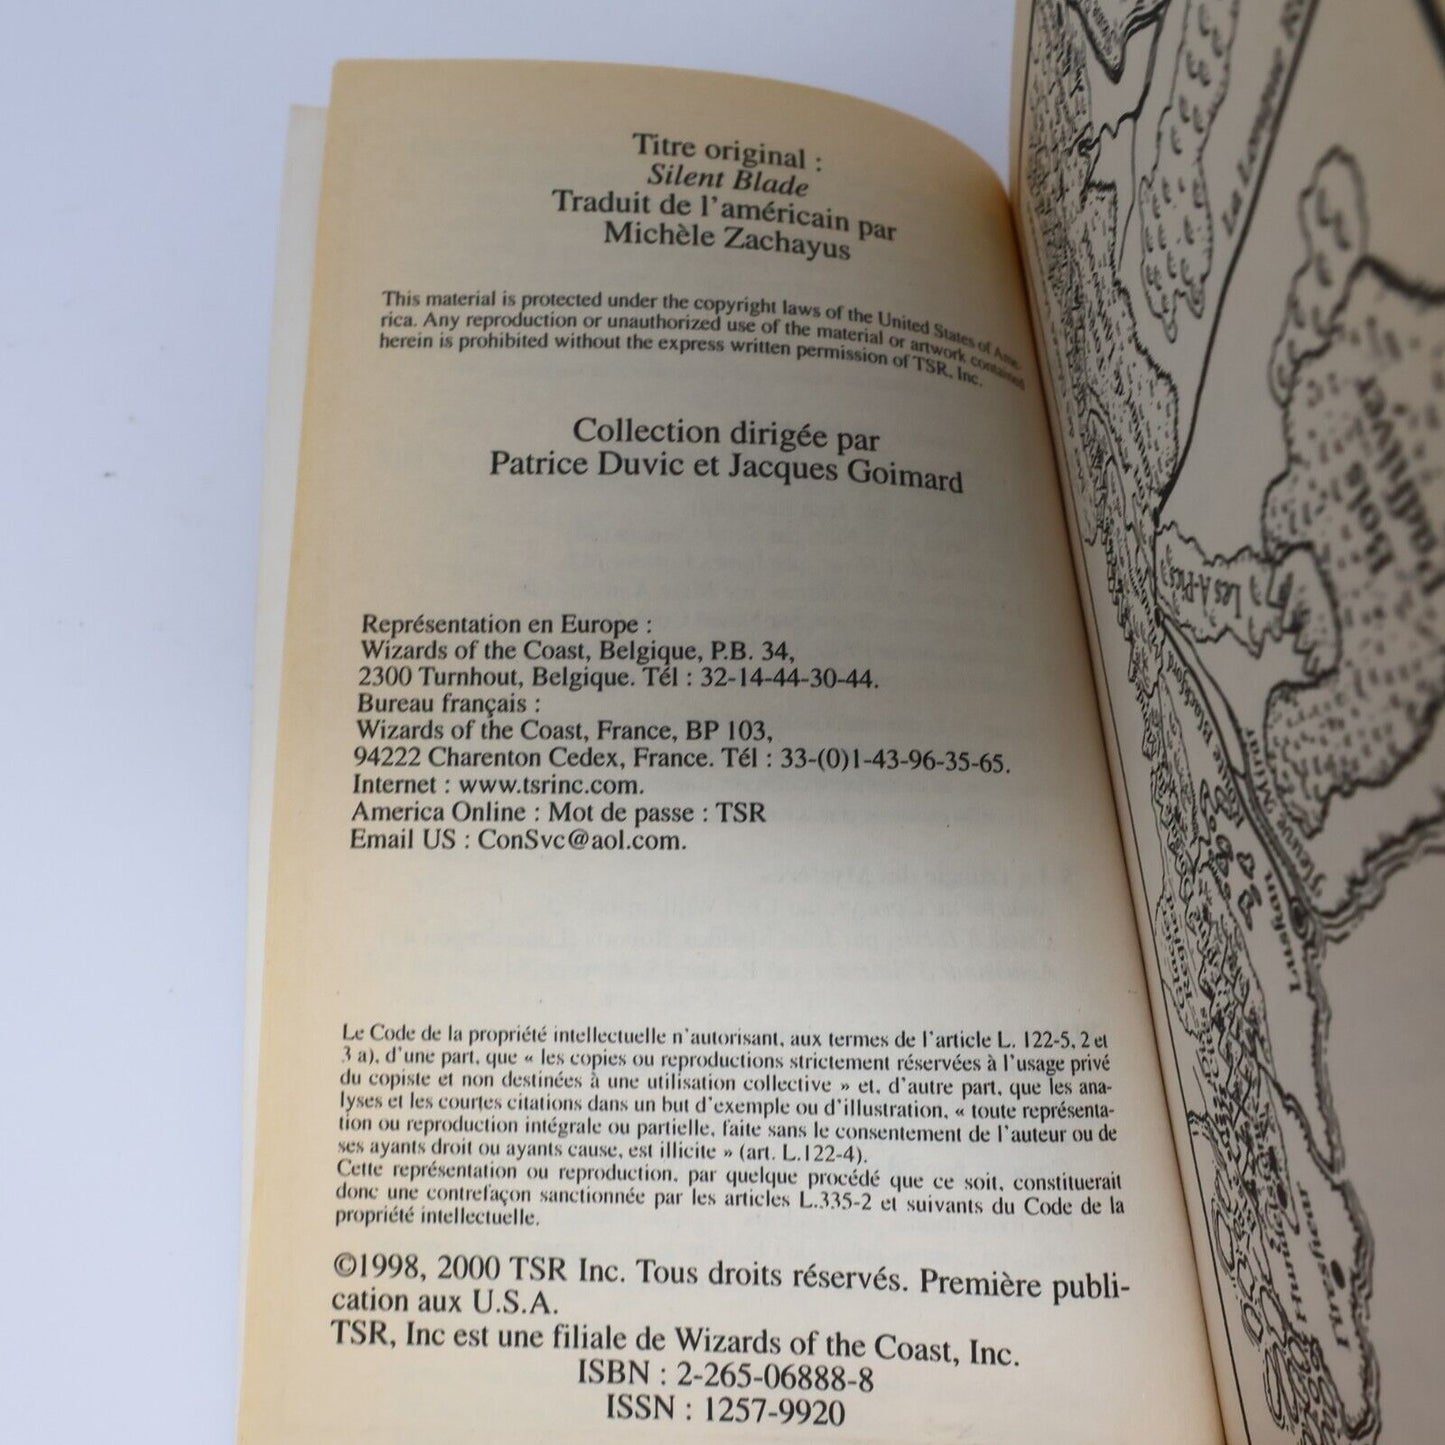 Titre original :
Silent Blade
Traduit de l'américain par
Michèle Zachayus
This material is protected under the copyright laws of the United States of Ame-
rica. Any reproduction or unauthorized use of the material or artwork contained
herein is prohibited without the express written permission of TSR, Inc.
Collection dirigée par
Patrice Duvic et Jacques Goimard
Représentation en Europe :
Wizards of the Coast, Belgique, P.B. 34,
2300 Turnhout, Belgique. Tél : 32-14-44-30-44.
Bureau français :
Wizards of the Coast, France, BP 103,
94222 Charenton Cedex, France. Tél : 33-(0)1-43-96-35-65.
Internet : www.tsrinc.com.
America Online : Mot de passe : TSR
Email US : ConSvc@aol.com.
Le Code de la propriété intellectuelle n'autorisant, aux termes de l'article L. 122-5, 2 et
3 a), d'une part, que « les copies ou reproductions strictement réservées à l'usage privé
du copiste et non destinées à une utilisation collective » et, d'autre part, que les ana-
lyses et les courtes citations dans un but d'exemple ou d'illustration, « toute représenta-
tion ou reproduction intégrale ou partielle, faite sans le consentement de l'auteur ou de
ses ayants droit ou ayants cause, est illicite » (art. L.122-4).
Cette représentation ou reproduction, par quelque procédé que ce soit, constituerait
donc une contrefaçon sanctionnée par les articles L.335-2 et suivants du Code de la
propriété intellectuelle.
©1998, 2000 TSR Inc. Tous droits réservés. Première publi-
cation aux U.S.A.
TSR, Inc est une filiale de Wizards of the Coast, Inc.
ISBN : 2-265-06888-8
ISSN : 1257-9920
La Longue
Bois
Padhiver
Les A-Pics
Luskan